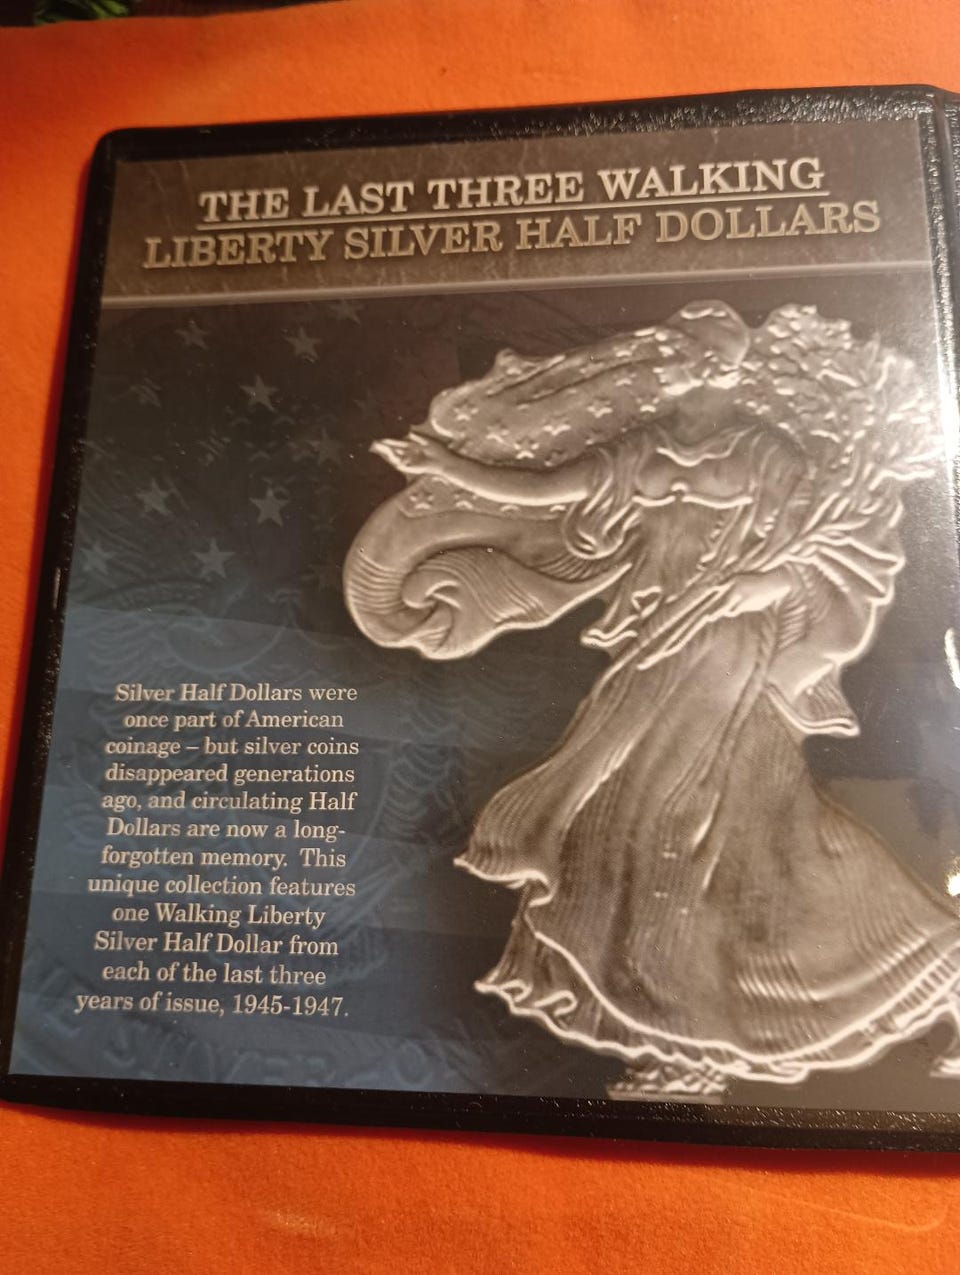 THE LAST THREE WALKING
LIBERTY SILVER HALF DOLLARS
Silver Half Dollars were
once part of American
coinage – but silver coins
disappeared generations
ago, and circulating Half
Dollars are now a long-
forgotten memory. This
unique collection features
one Walking Liberty
Silver Half Dollar from
each of the last three
years of issue, 1945-1947.